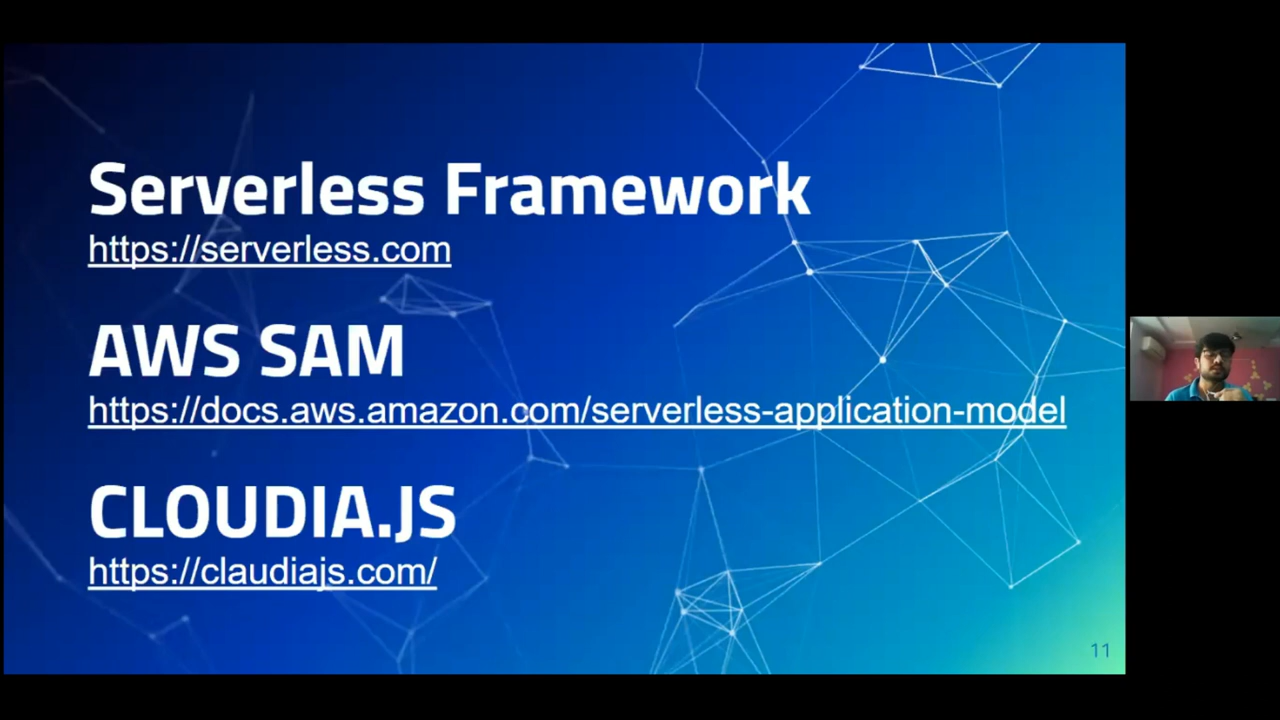 Serverless Framework
https://serverless.com
AWS SAM
https://docs.aws.amazon.com/serverless-application-model
CLOUDIA.JS
https://claudiajs.com/
11